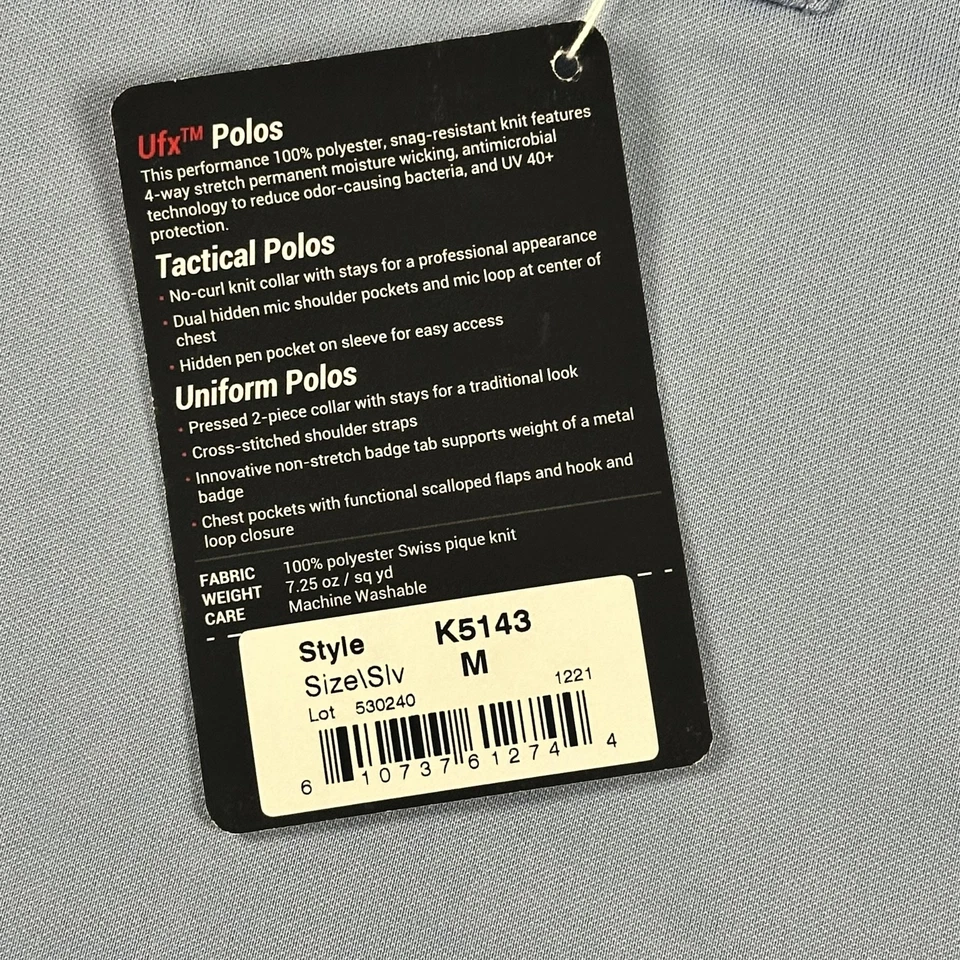 Ufx™ Polos
This performance 100% polyester, snag-resistant knit features
4-way stretch permanent moisture wicking, antimicrobial
technology to reduce odor-causing bacteria, and UV 40+
protection.
Tactical Polos
• No-curl knit collar with stays for a professional appearance
• Dual hidden mic shoulder pockets and mic loop at center of
chest
• Hidden pen pocket on sleeve for easy access
Uniform Polos
• Pressed 2-piece collar with stays for a traditional look
• Cross-stitched shoulder straps
• Innovative non-stretch badge tab supports weight of a metal
badge
• Chest pockets with functional scalloped flaps and hook and
loop closure
FABRIC 100% polyester Swiss pique knit
WEIGHT 7.25 oz / sq yd
CARE Machine Washable
Style K5143
Size\Slv M
Lot 530240 1221
6 10737 61274 4